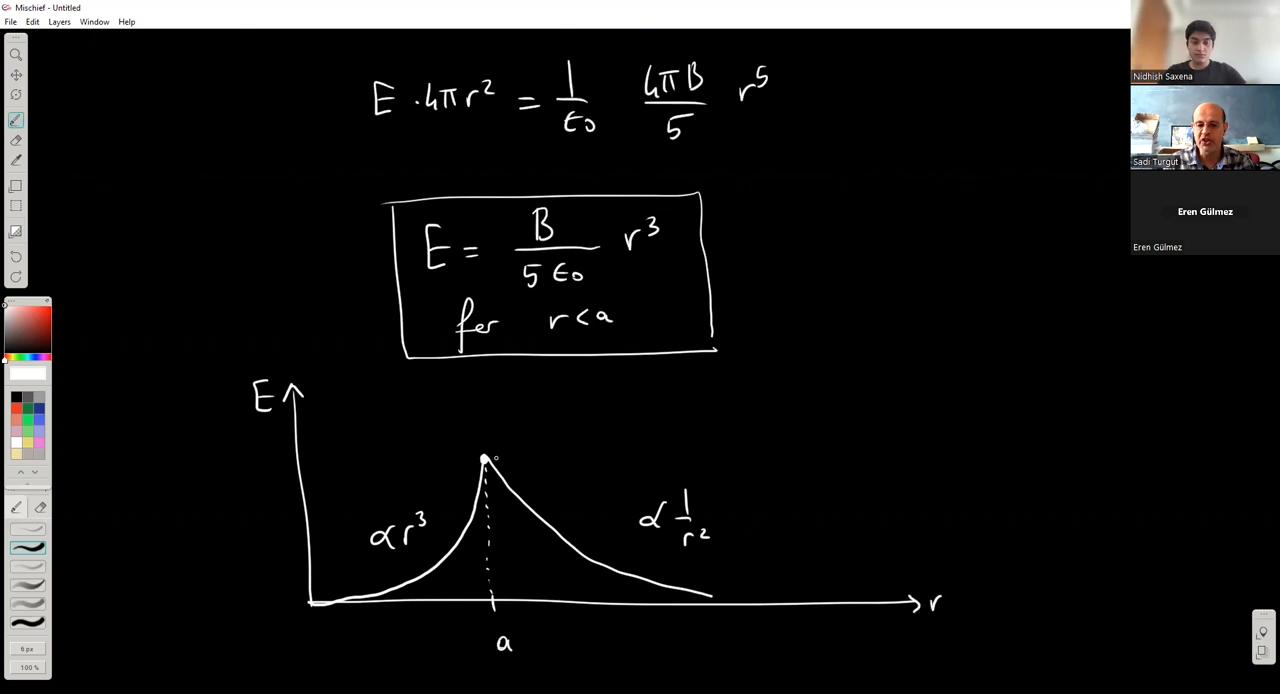 Mischief - Untitled
File Edit Layers Window Help
E · 4πr² = 1/ϵ₀ 4πB/5 r⁵
E = B/5ϵ₀ r³
for r < a
E
∝ r³
∝ 1/r²
r
a
6 px
100 %
Nidhish Saxena
Sadi Turgut
Eren Gülmez
Eren Gülmez